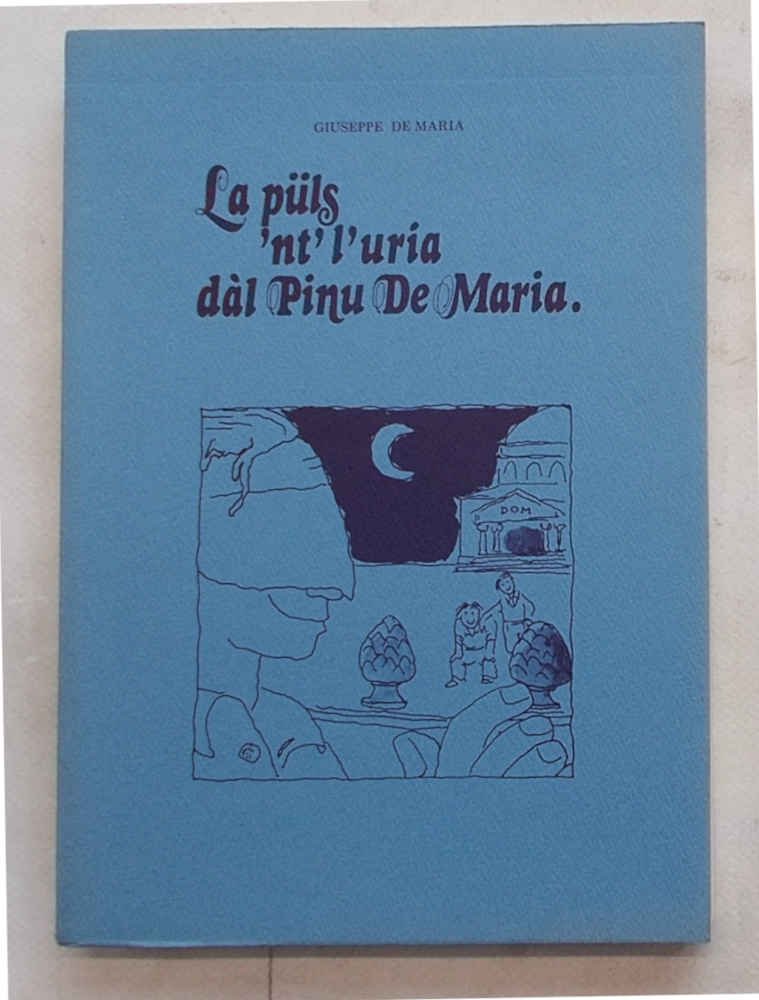 GIUSEPPE DE MARIA
La püls
'nt' l'uria
dàl Pinu De Maria.
DOM